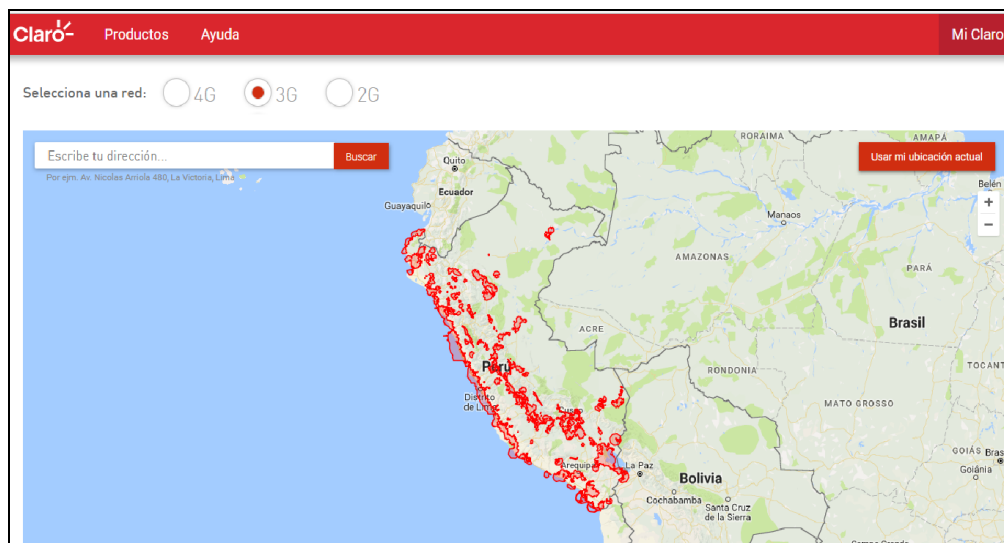 Claro
Productos
Ayuda
Mi Claro
Selecciona una red:
4G
3G
2G
Escribe tu dirección...
Buscar
Usar mi ubicación actual
Por ejm. Av. Nicolas Arriola 480, La Victoria, Lima
RORAIMA
AMAPÁ
Quito
Ecuador
Guayaquil
Belén
+
−
Manaos
AMAZONAS
PARÁ
Brasil
ACRE
Perú
TOCANT
RONDONIA
Distrito
de Lima
MATO GROSSO
Cusco
GOIÁS
Bras
Arequipa
La Paz
Goiânia
Bolivia
Cochabamba
Santa Cruz
de la Sierra
Campo Grande